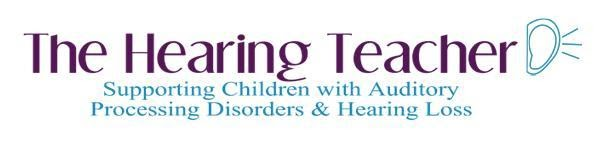 The Hearing Teacher
Supporting Children with Auditory
Processing Disorders & Hearing Loss